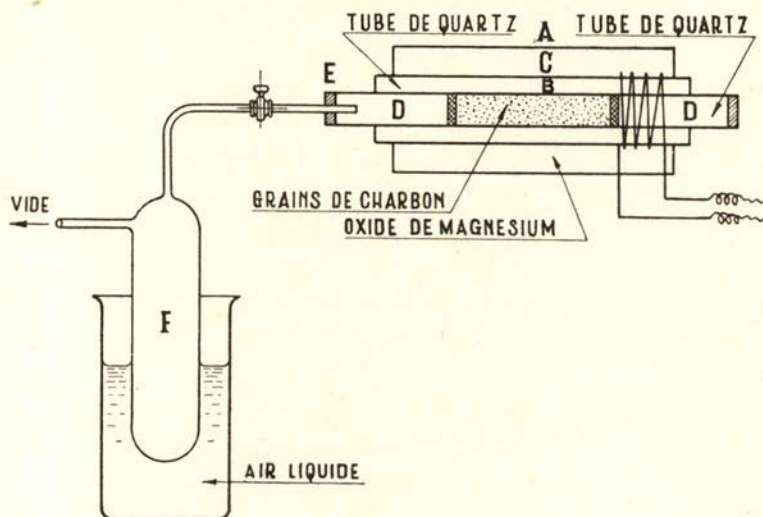 TUBE DE QUARTZ
A
TUBE DE QUARTZ
C
E
B
D
D
VIDE
GRAINS DE CHARBON
OXIDE DE MAGNESIUM
F
AIR LIQUIDE